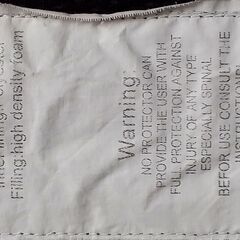 Filling:high density foam
Warning:
NO PROTECTOR CAN
PROVIDE THE USER WITH
FULL PROTECTION AGAINST
INJURY OF ANY TYPE
ESPECIALLY SPINAL
BEFOR USE CONSULT THE